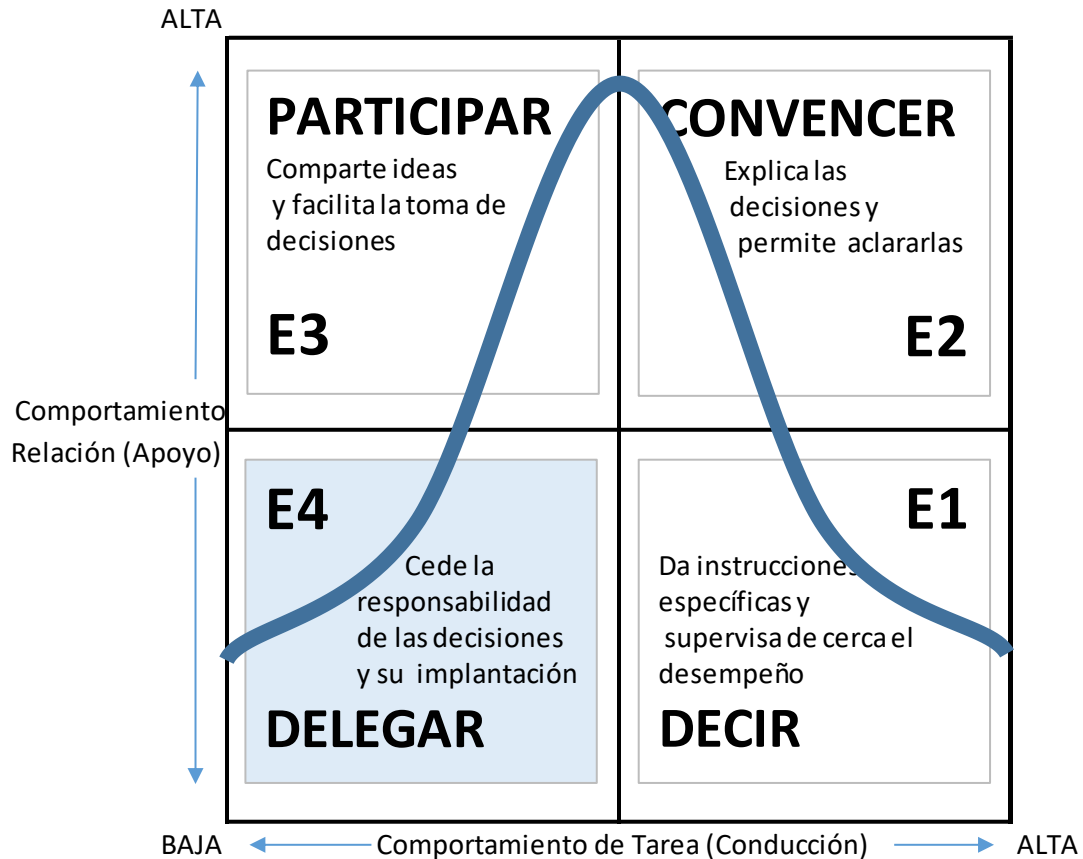 ALTA
PARTICIPAR
Comparte ideas
y facilita la toma de
decisiones
E3
CONVENCER
Explica las
decisiones y
permite aclararlas
E2
Comportamiento
Relación (Apoyo)
E4
Cede la
responsabilidad
de las decisiones
y su implantación
DELEGAR
E1
Da instrucciones
específicas y
supervisa de cerca el
desempeño
DECIR
BAJA
Comportamiento de Tarea (Conducción)
ALTA